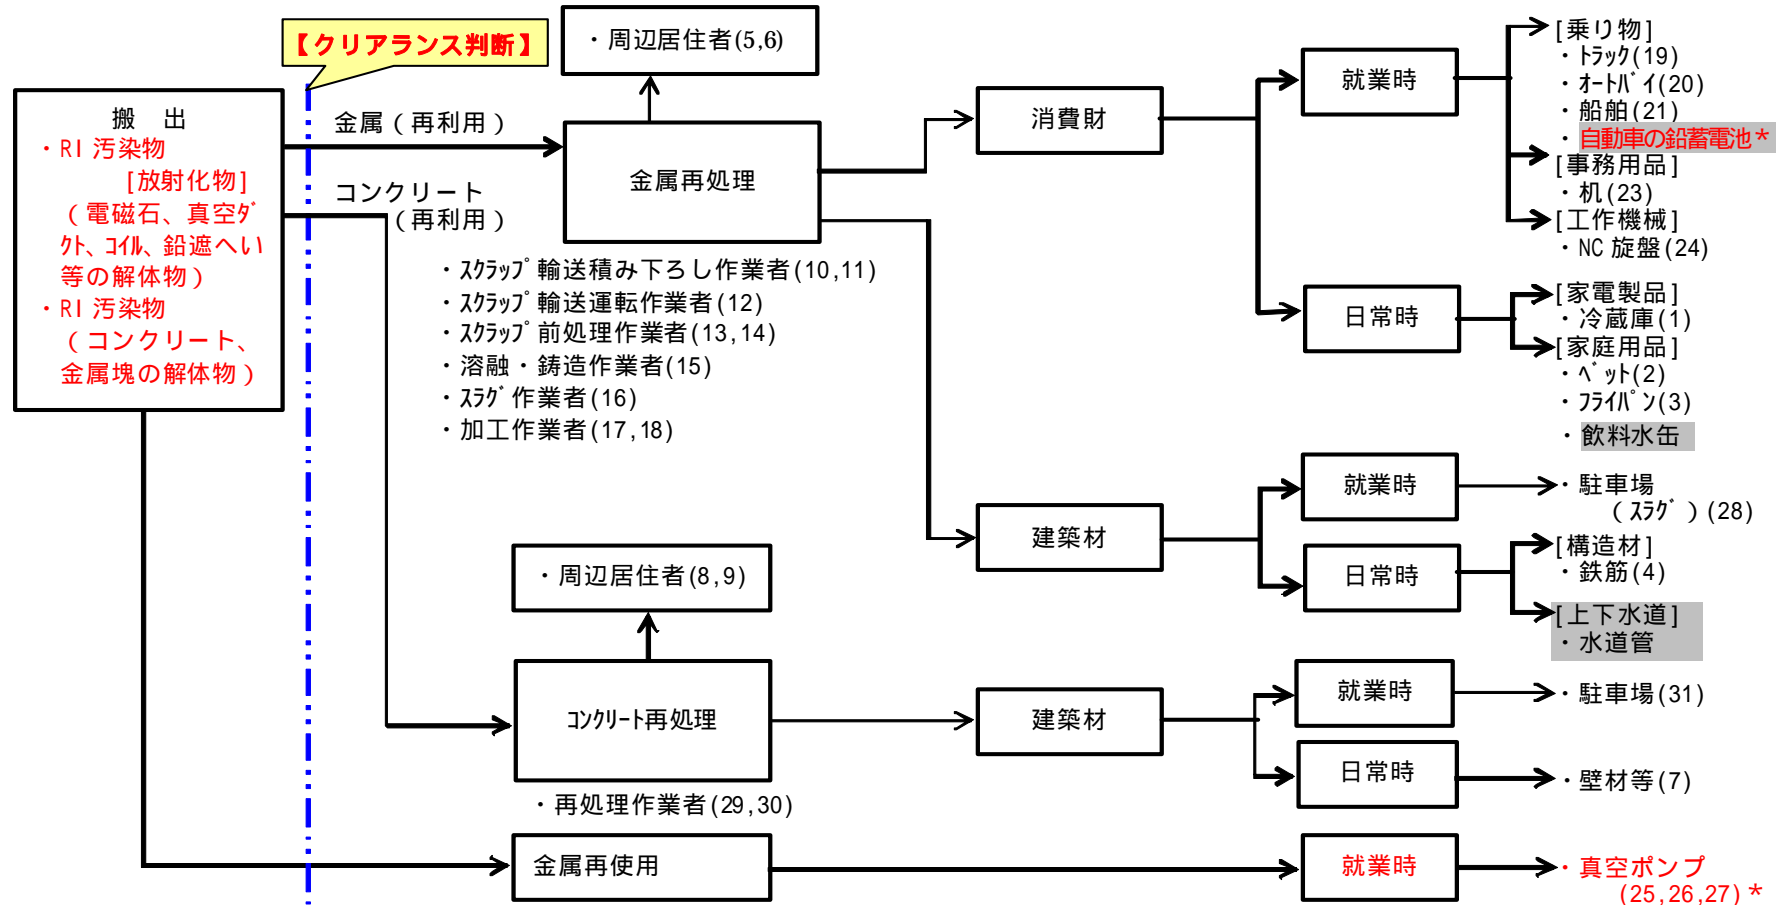 【クリアランス判断】
搬 出
・RI 汚染物
[放射化物]
(電磁石、真空ダ
クト、コイル、鉛遮へい
等の解体物)
・RI 汚染物
(コンクリート、
金属塊の解体物)
金属(再利用)
コンクリート
(再利用)
・周辺居住者(5,6)
金属再処理
・スクラップ輸送積み下ろし作業者(10,11)
・スクラップ輸送運転作業者(12)
・スクラップ前処理作業者(13,14)
・溶融・鋳造作業者(15)
・スラグ作業者(16)
・加工作業者(17,18)
消費財
就業時
[乗り物]
・トラック(19)
・オートバイ(20)
・船舶(21)
・自動車の鉛蓄電池*
[事務用品]
・机(23)
[工作機械]
・NC 旋盤(24)
日常時
[家電製品]
・冷蔵庫(1)
[家庭用品]
・ベット(2)
・フライパン(3)
・飲料水缶
建築材
就業時
・駐車場
(スラグ)(28)
日常時
[構造材]
・鉄筋(4)
[上下水道]
・水道管
・周辺居住者(8,9)
コンクリート再処理
・再処理作業者(29,30)
建築材
就業時
・駐車場(31)
日常時
・壁材等(7)
金属再使用
就業時
・真空ポンプ
(25,26,27)*